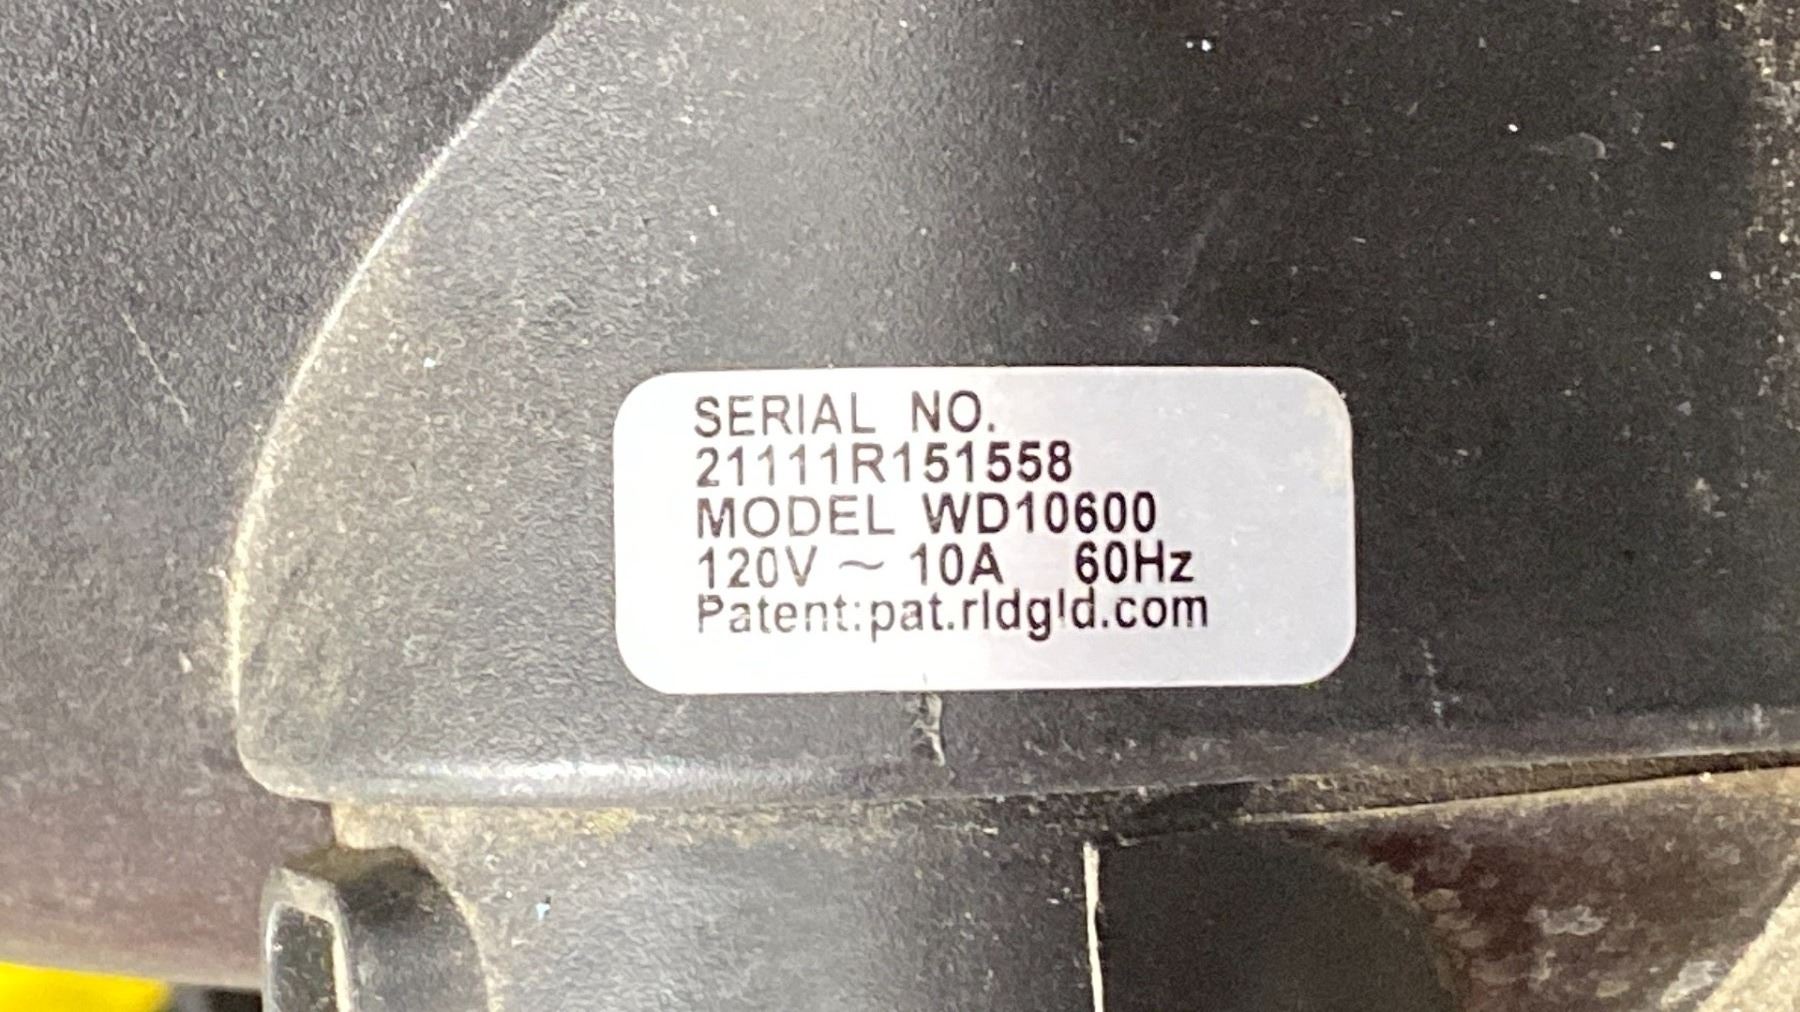 SERIAL NO.
21111R151558
MODEL WD10600
120V ~ 10A 60Hz
Patent:pat.rldgld.com